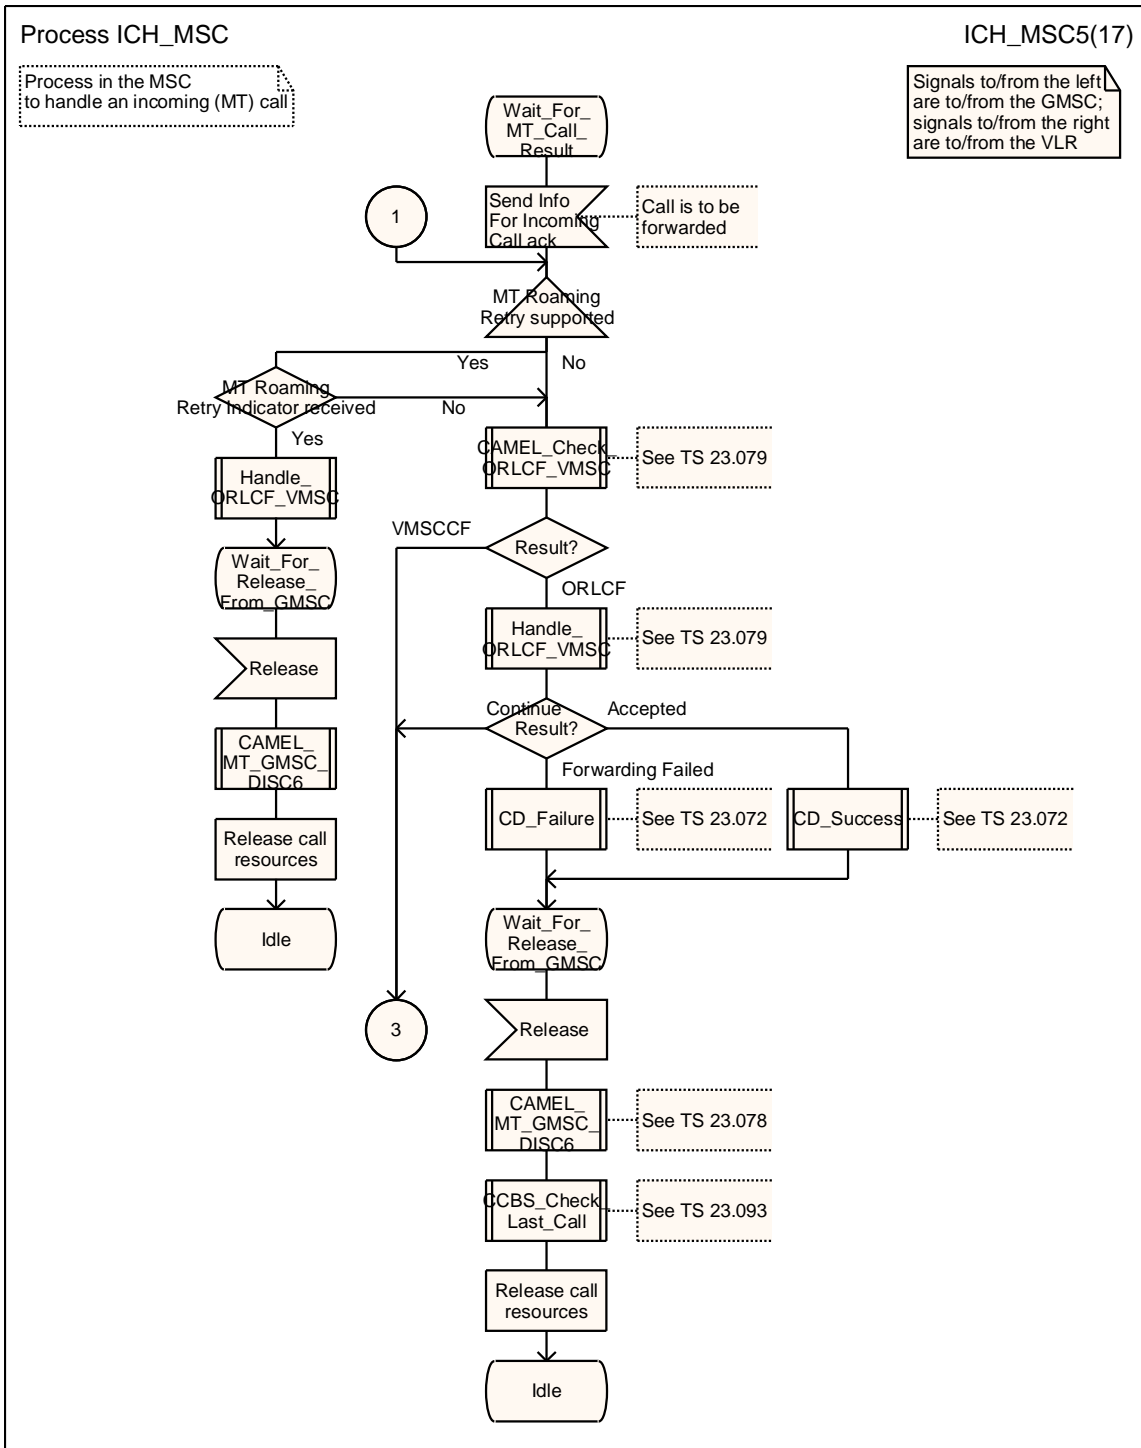 Process ICH_MSC
ICH_MSC5(17)
Process in the MSC
to handle an incoming (MT) call
Signals to/from the left
are to/from the GMSC;
signals to/from the right
are to/from the VLR
Wait_For_
MT_Call_
Result
1
Send Info
For Incoming
Call ack
Call is to be
forwarded
MT Roaming
Retry supported
Yes
No
MT Roaming
Retry Indicator received
No
Yes
CAMEL_Check_
ORLCF_VMSC
See TS 23.079
Handle_
ORLCF_VMSC
VMSCCF
Result?
Wait_For_
Release_
From_GMSC
ORLCF
Handle_
ORLCF_VMSC
See TS 23.079
Release
Continue
Accepted
Result?
CAMEL_
MT_GMSC_
DISC6
Forwarding Failed
CD_Failure
See TS 23.072
CD_Success
See TS 23.072
Release call
resources
Idle
Wait_For_
Release_
From_GMSC
3
Release
CAMEL_
MT_GMSC_
DISC6
See TS 23.078
CCBS_Check_
Last_Call
See TS 23.093
Release call
resources
Idle